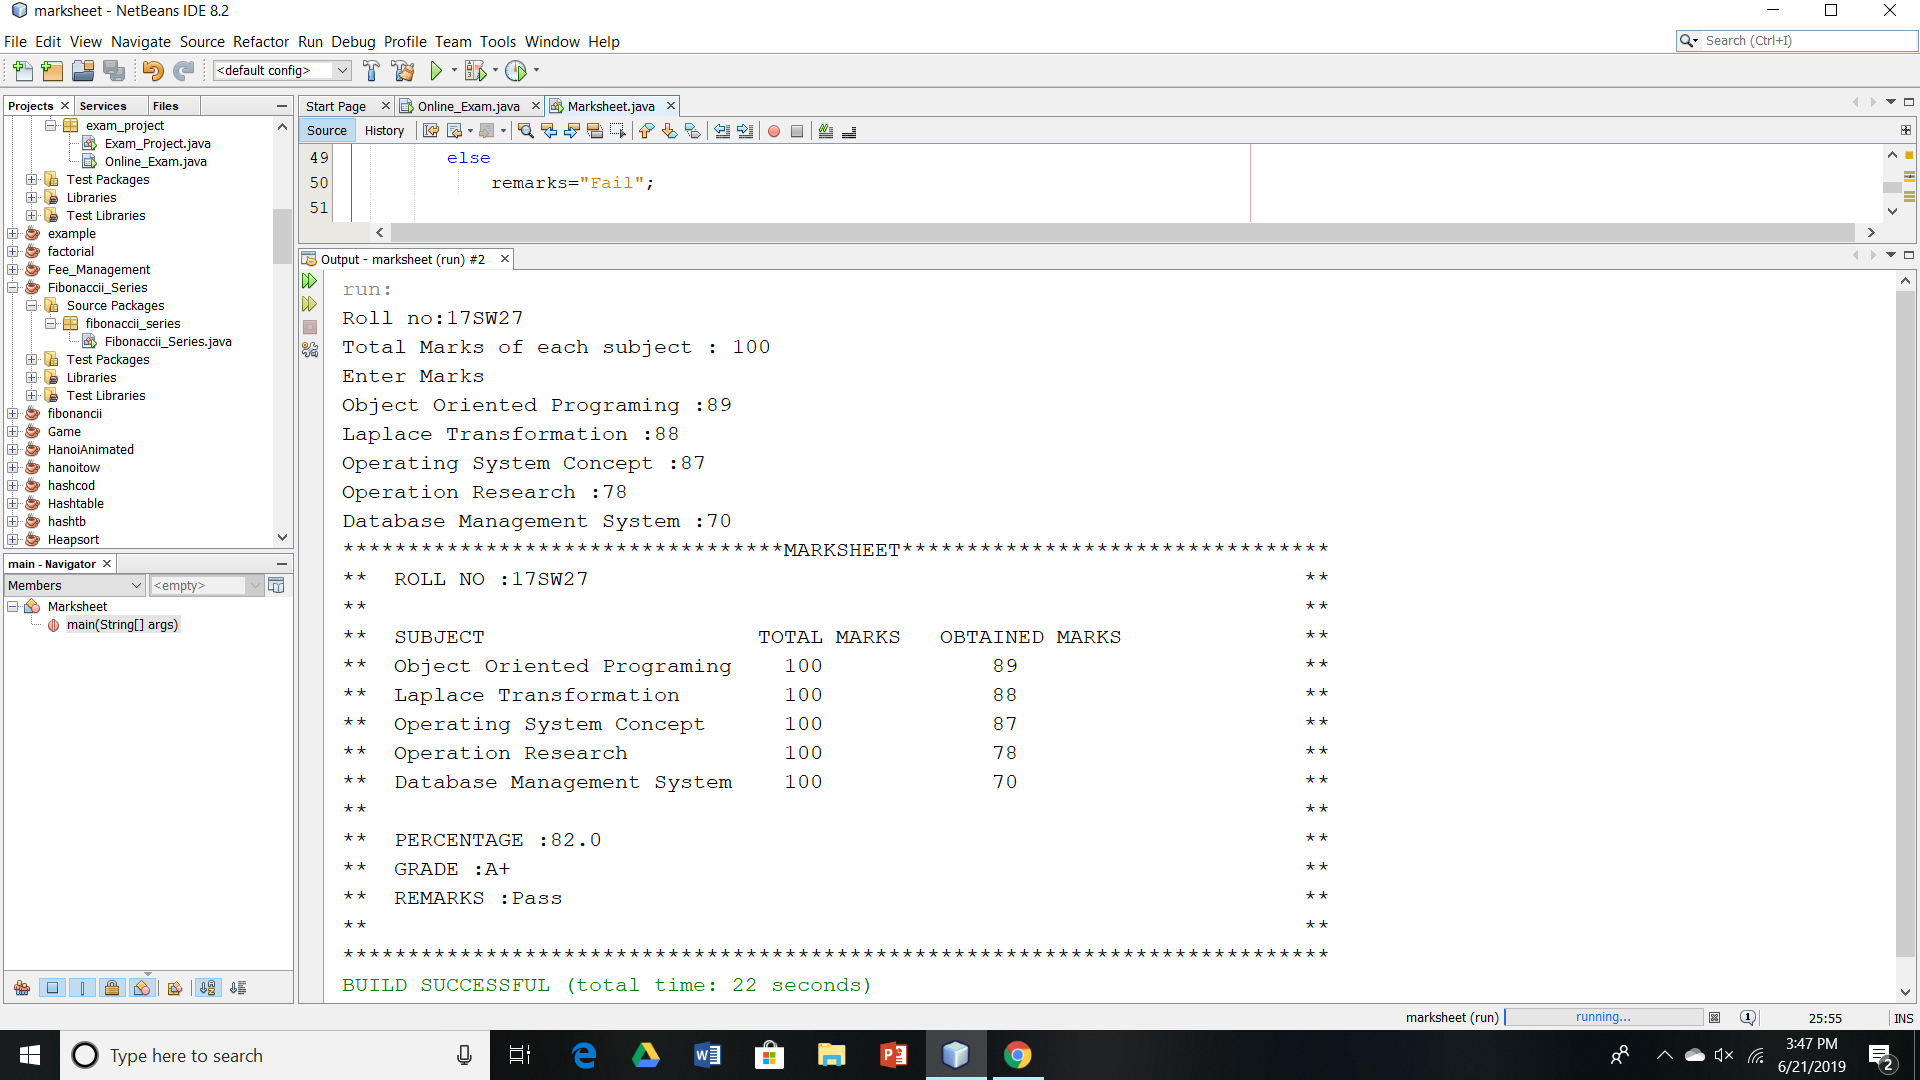 marksheet - NetBeans IDE 8.2
File Edit View Navigate Source Refactor Run Debug Profile Team Tools Window Help
Search (Ctrl+I)
<default config>
Projects Services Files
exam_project
Exam_Project.java
Online_Exam.java
Test Packages
Libraries
Test Libraries
example
factorial
Fee_Management
Fibonaccii_Series
Source Packages
fibonaccii_series
Fibonaccii_Series.java
Test Packages
Libraries
Test Libraries
fibonancii
Game
HanoiAnimated
hanoitow
hashcod
Hashtable
hashtb
Heapsort
main - Navigator
Members <empty>
Marksheet
main(String[] args)
Start Page Online_Exam.java Marksheet.java
Source History
49 else
50 remarks="Fail";
51
Output - marksheet (run) #2
run:
Roll no:17SW27
Total Marks of each subject : 100
Enter Marks
Object Oriented Programing :89
Laplace Transformation :88
Operating System Concept :87
Operation Research :78
Database Management System :70
**********************************MARKSHEET*********************************
** ROLL NO :17SW27 **
** **
** SUBJECT TOTAL MARKS OBTAINED MARKS **
** Object Oriented Programing 100 89 **
** Laplace Transformation 100 88 **
** Operating System Concept 100 87 **
** Operation Research 100 78 **
** Database Management System 100 70 **
** **
** PERCENTAGE :82.0 **
** GRADE :A+ **
** REMARKS :Pass **
** **
****************************************************************************
BUILD SUCCESSFUL (total time: 22 seconds)
marksheet (run) running... 1 25:55 INS
Type here to search
3:47 PM
6/21/2019
2